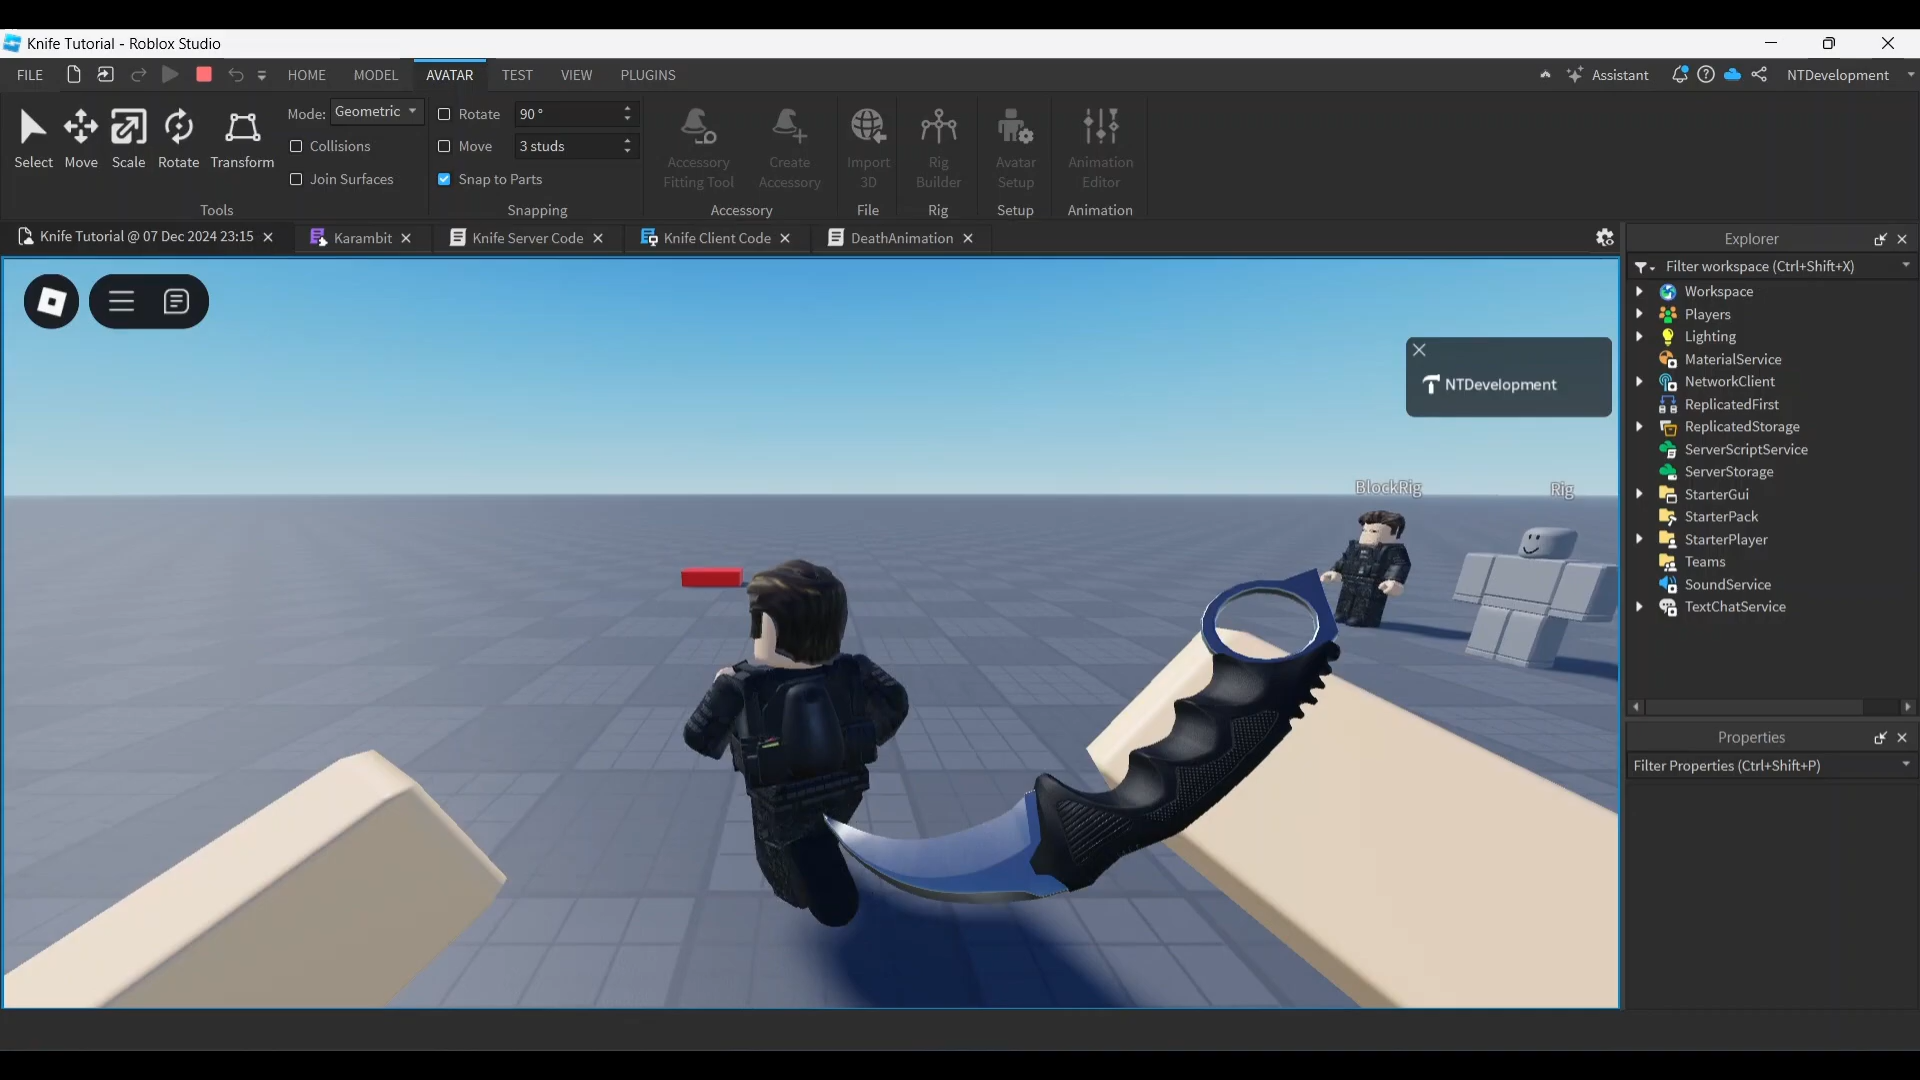 Knife Tutorial - Roblox Studio
FILE HOME MODEL AVATAR TEST VIEW PLUGINS Assistant NTDevelopment
Select Move Scale Rotate Transform
Mode: Geometric
Collisions
Join Surfaces
Tools
Rotate 90 °
Move 3 studs
Snap to Parts
Snapping
Accessory Fitting Tool
Create Accessory
Accessory
Import 3D
File
Rig Builder
Rig
Avatar Setup
Setup
Animation Editor
Animation
Knife Tutorial @ 07 Dec 2024 23:15 Karambit Knife Server Code Knife Client Code DeathAnimation
NTDevelopment
BlockRig
Rig
Explorer
Filter workspace (Ctrl+Shift+X)
Workspace
Players
Lighting
MaterialService
NetworkClient
ReplicatedFirst
ReplicatedStorage
ServerScriptService
ServerStorage
StarterGui
StarterPack
StarterPlayer
Teams
SoundService
TextChatService
Properties
Filter Properties (Ctrl+Shift+P)